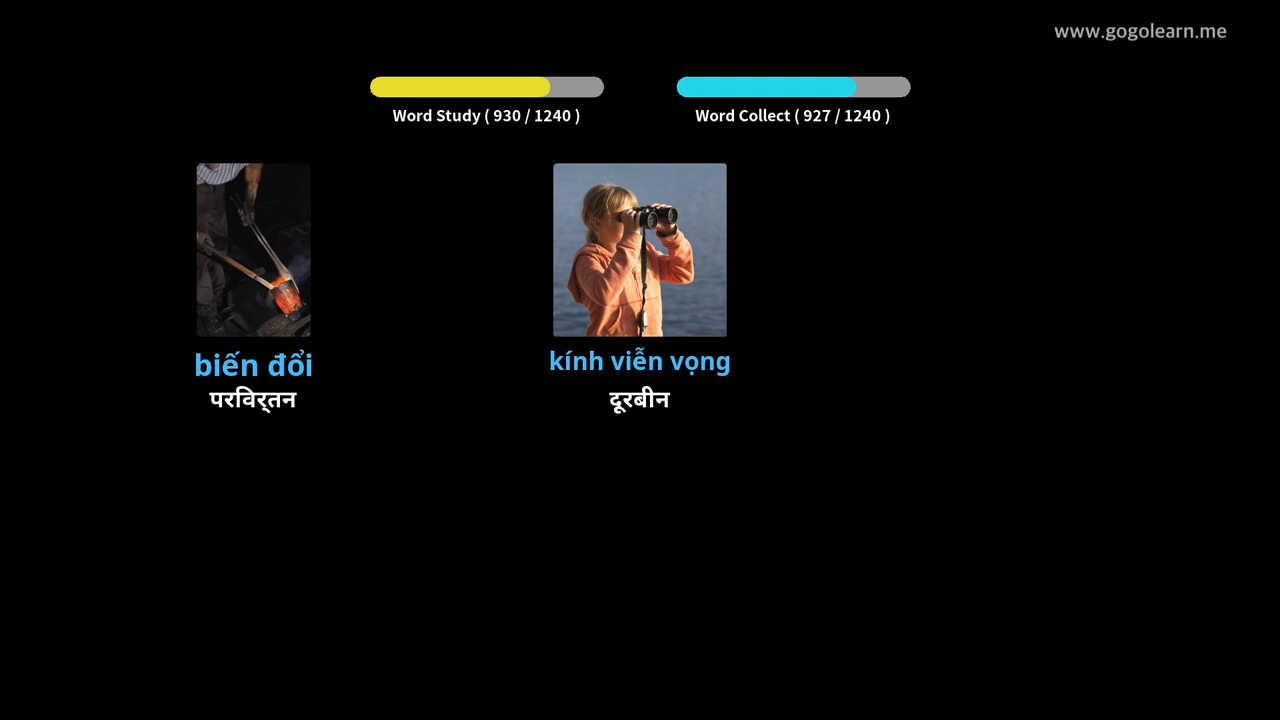 www.gogolearn.me
Word Study ( 930 / 1240 )
Word Collect ( 927 / 1240 )
biến đổi
परिवर्तन
kính viễn vọng
दूरबीन